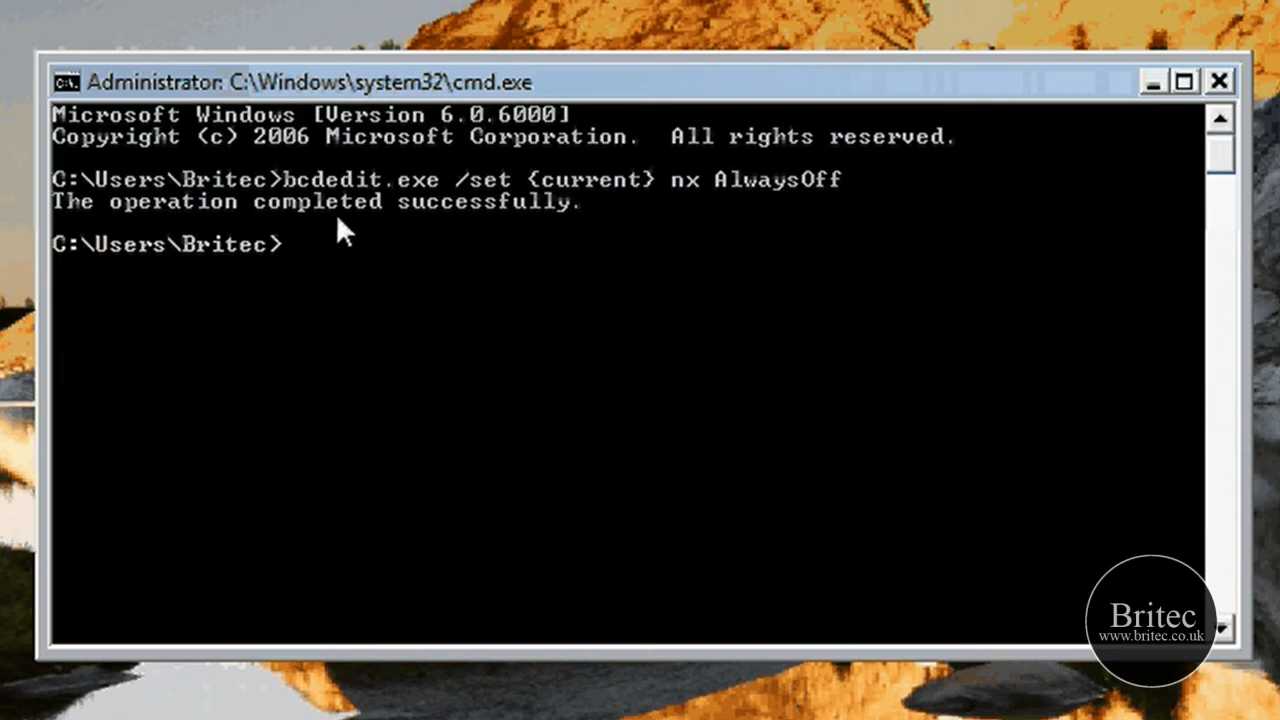 Administrator: C:\Windows\system32\cmd.exe
Microsoft Windows [Version 6.0.6000]
Copyright (c) 2006 Microsoft Corporation.  All rights reserved.
C:\Users\Britec>bcdedit.exe /set {current} nx AlwaysOff
The operation completed successfully.
C:\Users\Britec>
Britec
www.britec.co.uk